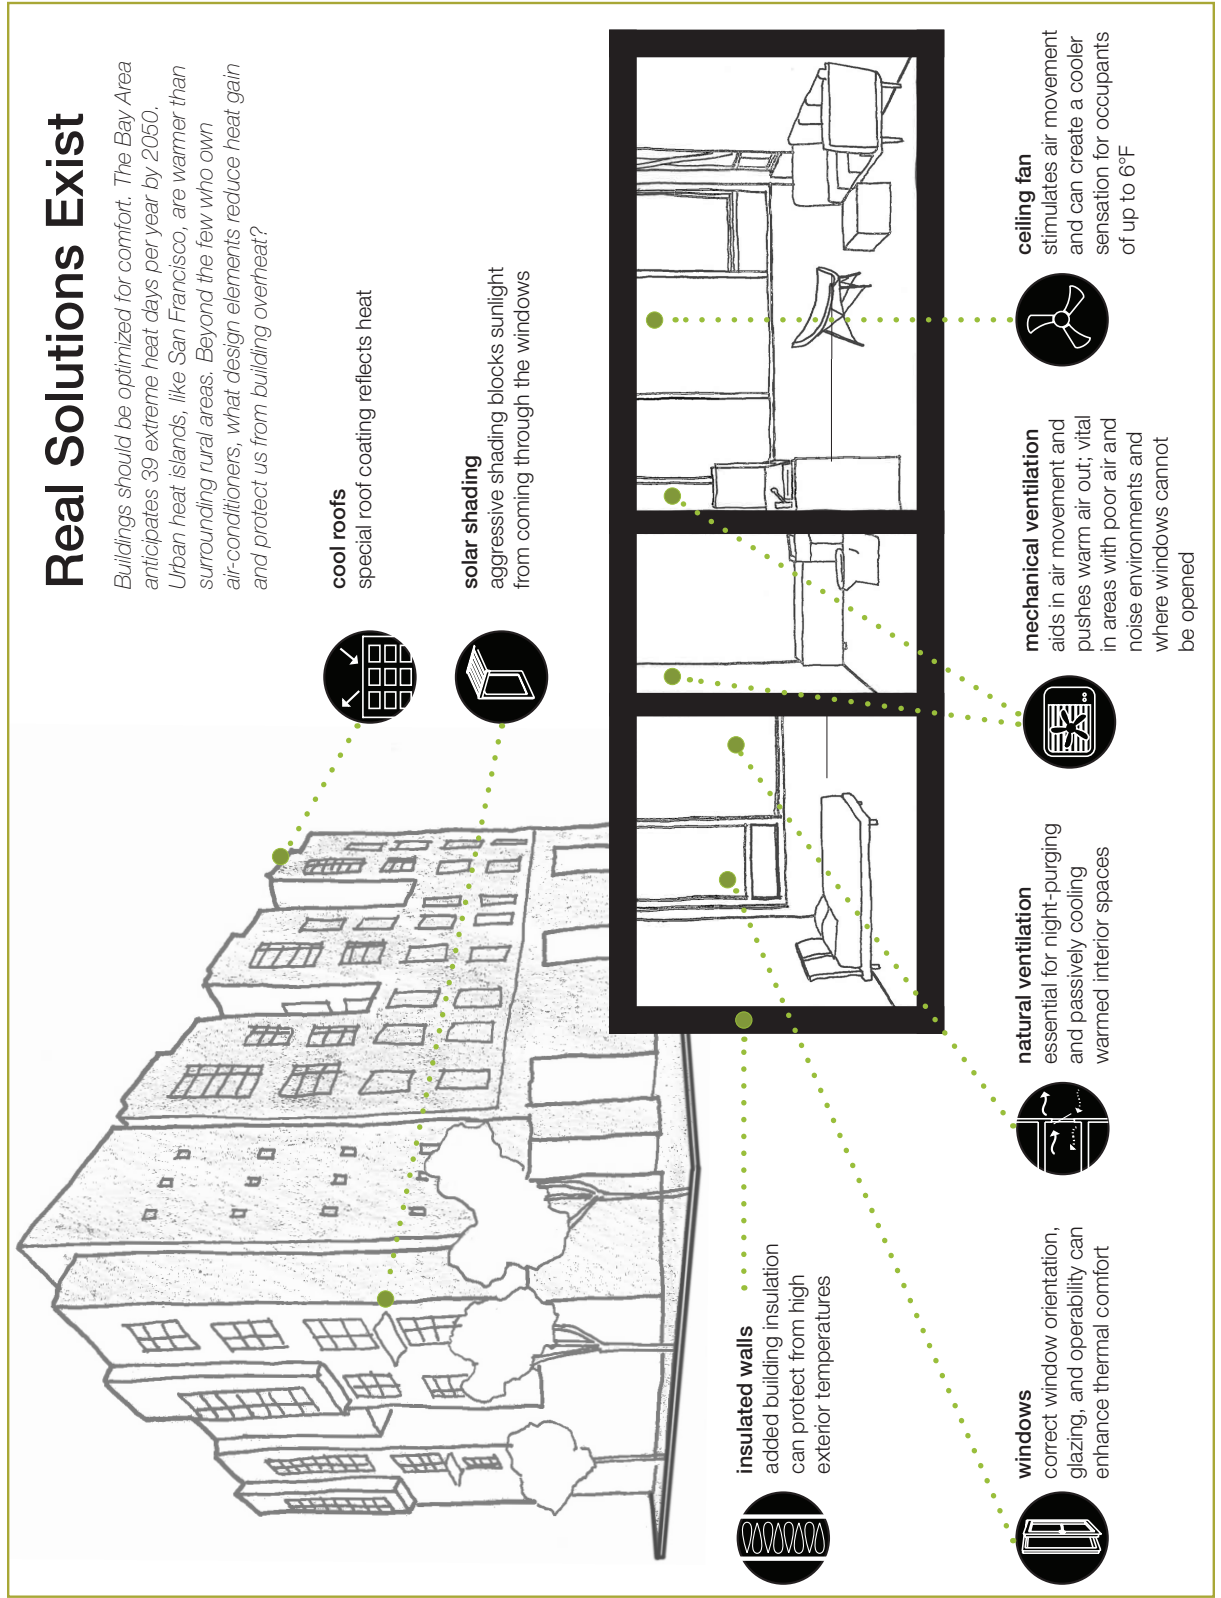 Real Solutions Exist
Buildings should be optimized for comfort. The Bay Area
anticipates 39 extreme heat days per year by 2050.
Urban heat islands, like San Francisco, are warmer than
surrounding rural areas. Beyond the few who own
air-conditioners, what design elements reduce heat gain
and protect us from building overheat?
cool roofs
special roof coating reflects heat
solar shading
aggressive shading blocks sunlight
from coming through the windows
insulated walls
added building insulation
can protect from high
exterior temperatures
windows
correct window orientation,
glazing, and operability can
enhance thermal comfort
natural ventilation
essential for night-purging
and passively cooling
warmed interior spaces
mechanical ventilation
aids in air movement and
pushes warm air out; vital
in areas with poor air and
noise environments and
where windows cannot
be opened
ceiling fan
stimulates air movement
and can create a cooler
sensation for occupants
of up to 6°F